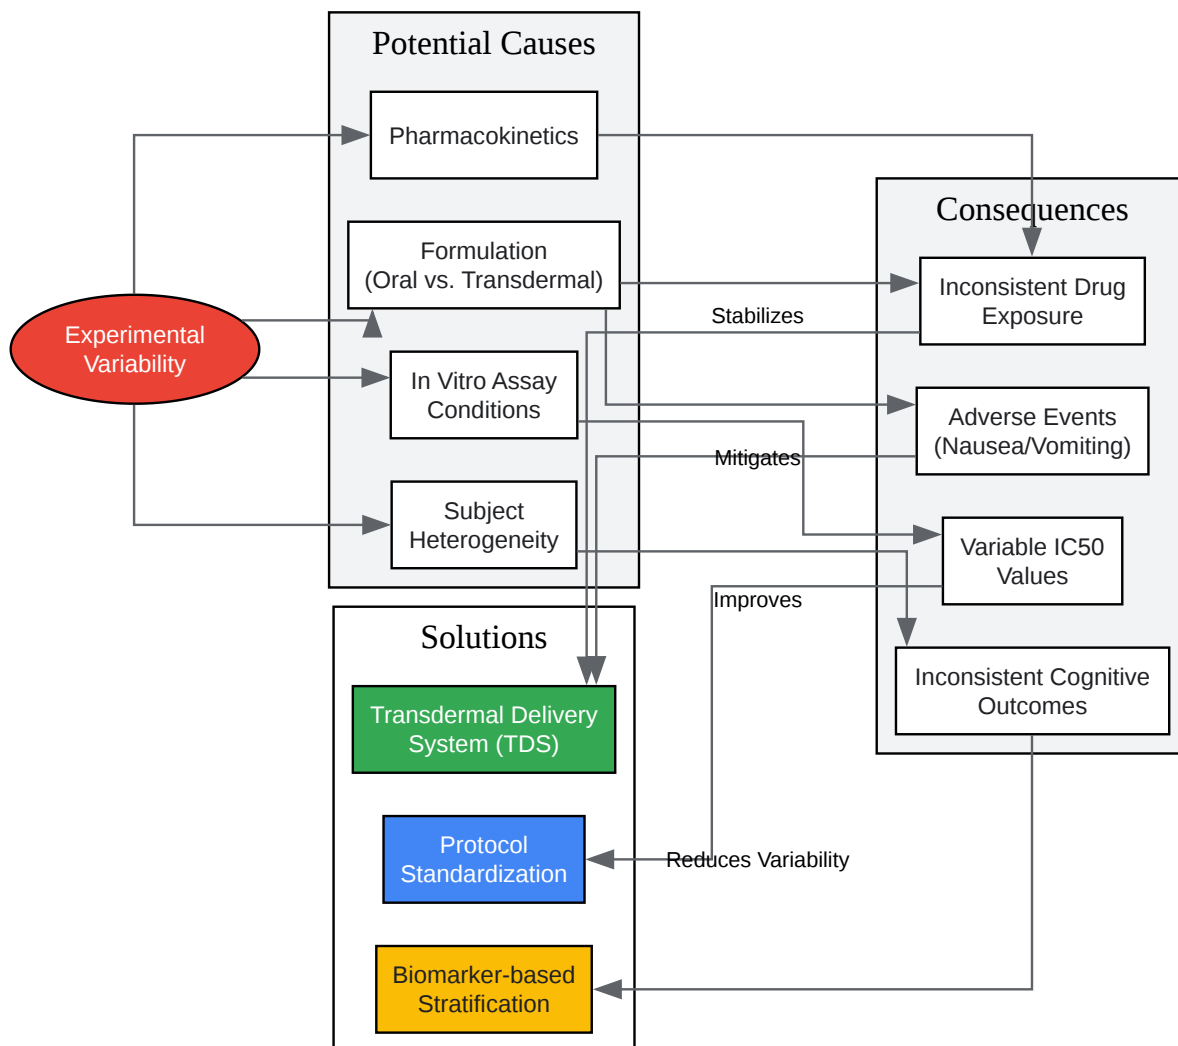 Potential Causes
Pharmacokinetics
Formulation
(Oral vs. Transdermal)
Experimental
Variability
In Vitro Assay
Conditions
Subject
Heterogeneity
Consequences
Inconsistent Drug
Exposure
Adverse Events
(Nausea/Vomiting)
Variable IC50
Values
Inconsistent Cognitive
Outcomes
Stabilizes
Mitigates
Improves
Reduces Variability
Solutions
Transdermal Delivery
System (TDS)
Protocol
Standardization
Biomarker-based
Stratification